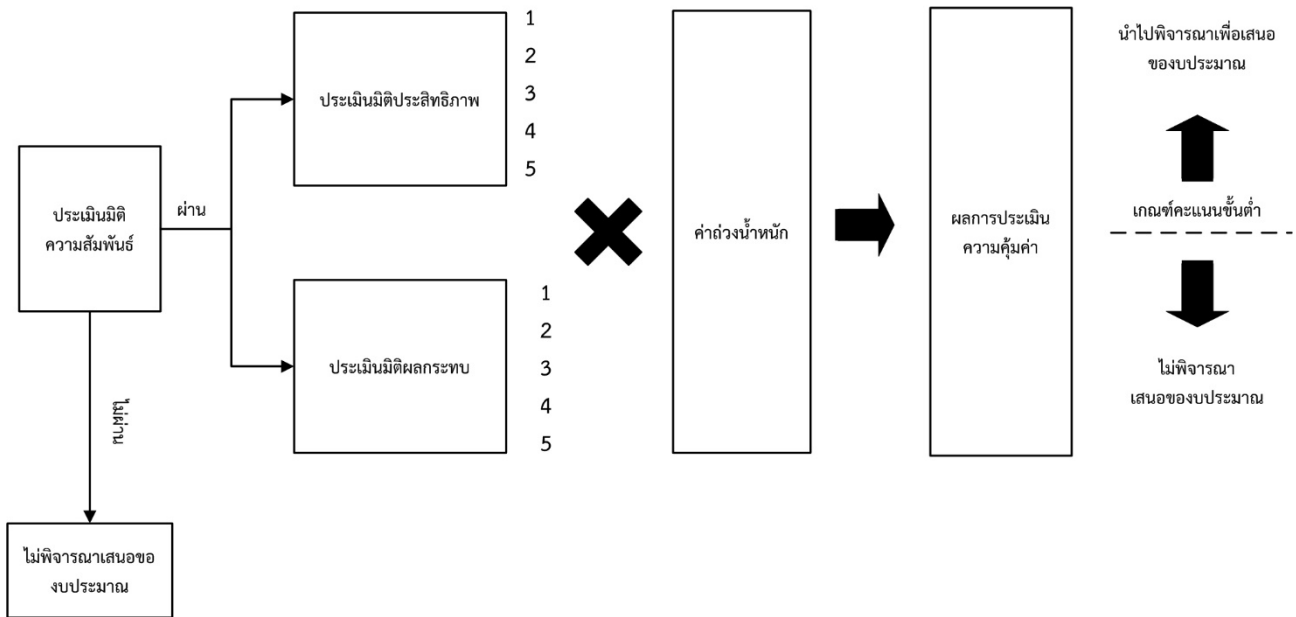 ประเมินมิติ
ความสัมพันธ์
ผ่าน
ไม่ผ่าน
ไม่พิจารณาเสนอขอ
งบประมาณ
ประเมินมิติประสิทธิภาพ
1
2
3
4
5
ประเมินมิติผลกระทบ
1
2
3
4
5
ค่าถ่วงน้ำหนัก
ผลการประเมิน
ความคุ้มค่า
นำไปพิจารณาเพื่อเสนอ
ของบประมาณ
เกณฑ์คะแนนขั้นต่ำ
ไม่พิจารณา
เสนอของบประมาณ